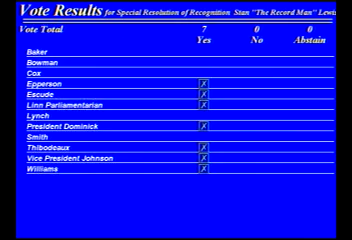 Vote Results for Special Resolution of Recognition Stan "The Record Man" Lewis
Vote Total 7 0 0
Yes No Abstain
Baker
Bowman
Cox
Epperson
Escude
Linn Parliamentarian
Lynch
President Dominick
Smith
Thibodeaux
Vice President Johnson
Williams